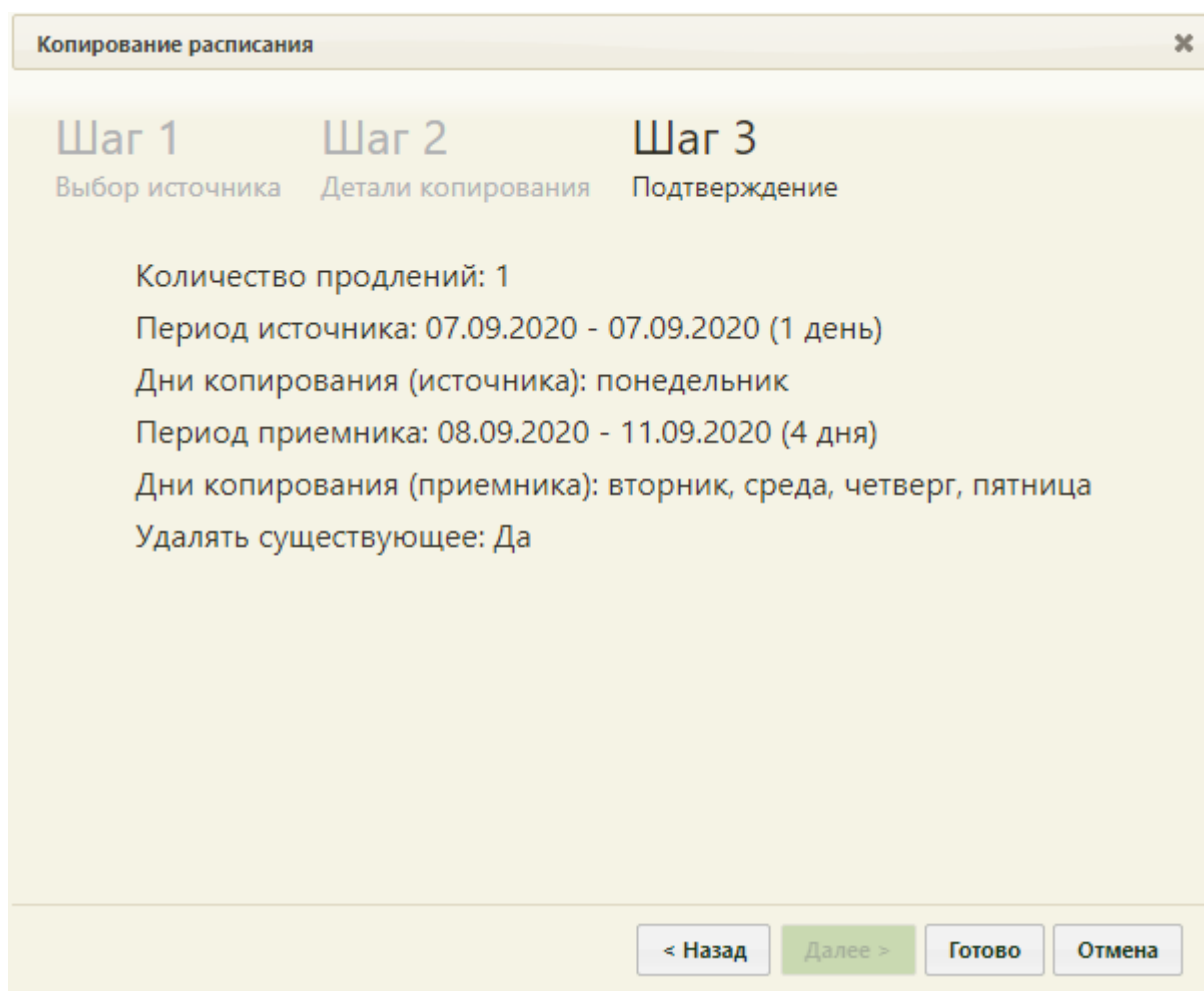 Копирование расписания
Шаг 1 Шаг 2 Шаг 3
Выбор источника Детали копирования Подтверждение
Количество продлений: 1
Период источника: 07.09.2020 - 07.09.2020 (1 день)
Дни копирования (источника): понедельник
Период приемника: 08.09.2020 - 11.09.2020 (4 дня)
Дни копирования (приемника): вторник, среда, четверг, пятница
Удалять существующее: Да
< Назад Далее > Готово Отмена